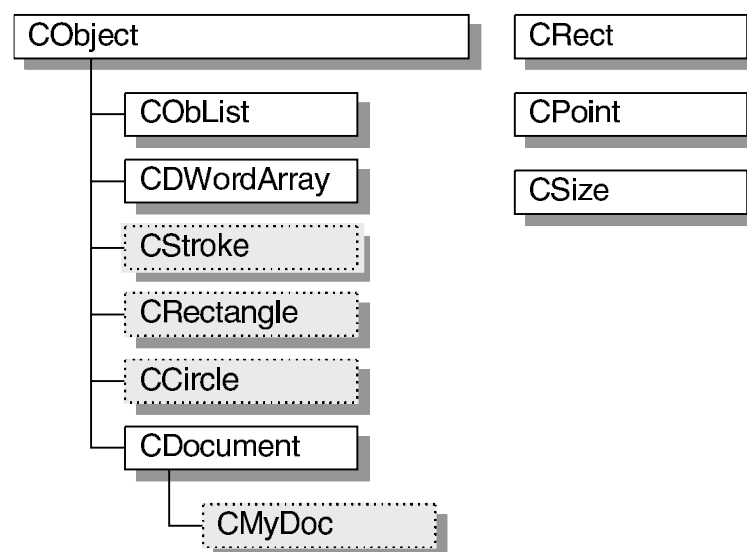 CObject
CObList
CDWordArray
CStroke
CRectangle
CCircle
CDocument
CMyDoc
CRect
CPoint
CSize